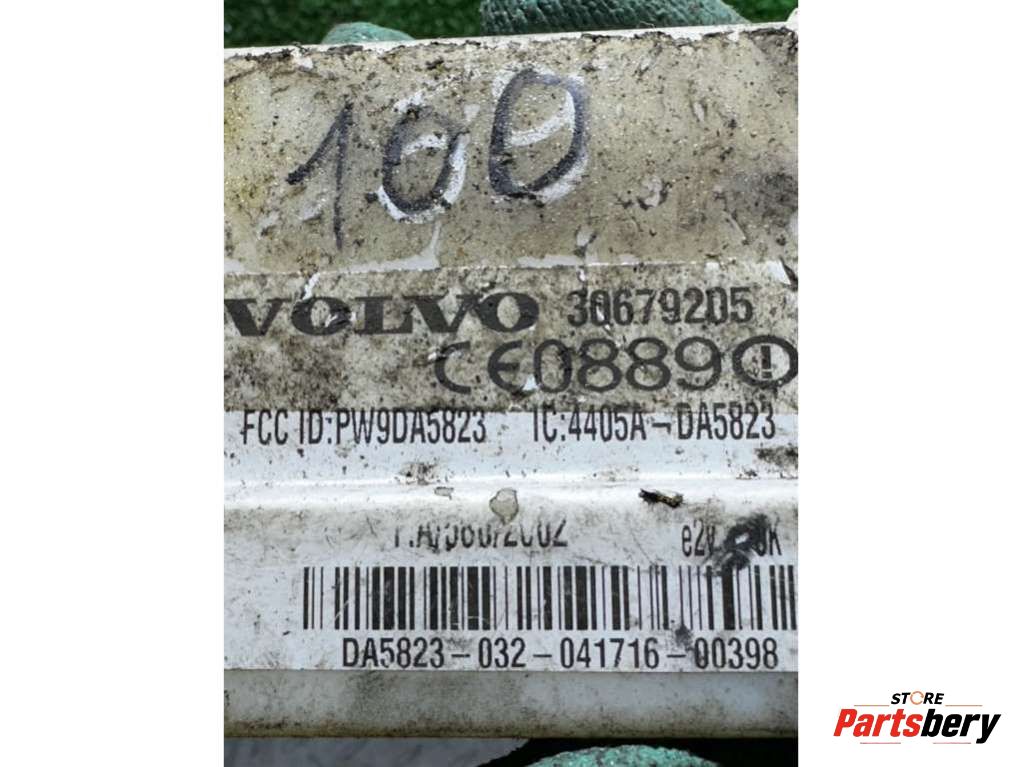 100
VOLVO 30679205
CE0889
FCC ID:PW9DA5823 IC:4405A-DA5823
DA5823-032-041716-00398
STORE
Partsbery